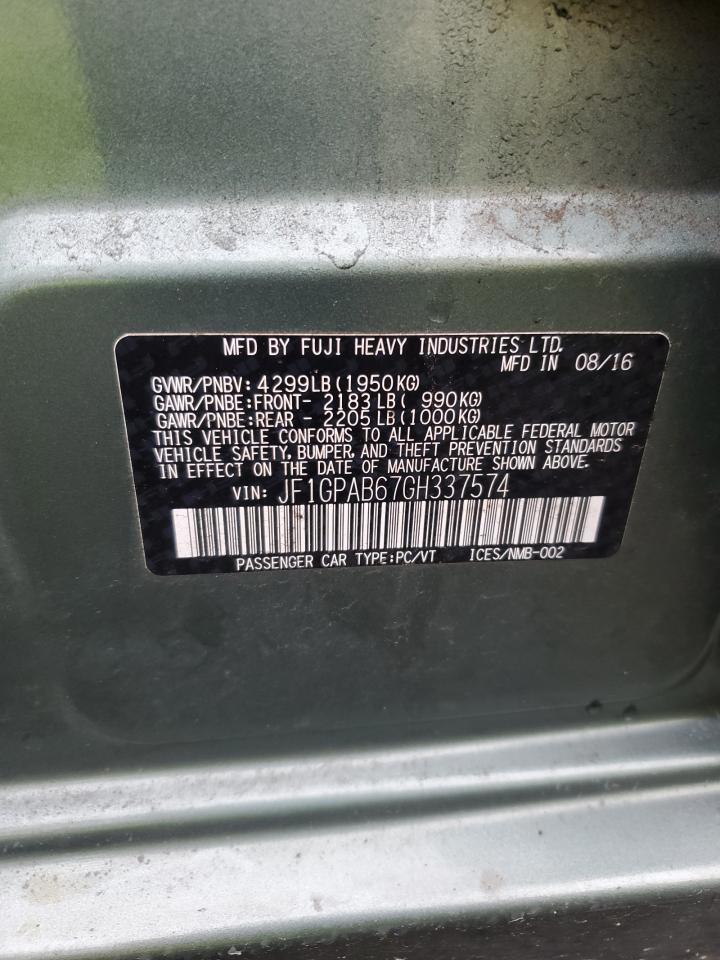 MFD BY FUJI HEAVY INDUSTRIES LTD.
MFD IN 08/16
GVWR/PNBV: 4299LB(1950KG)
GAWR/PNBE:FRONT- 2183LB( 990KG)
GAWR/PNBE:REAR - 2205LB(1000KG)
THIS VEHICLE CONFORMS TO ALL APPLICABLE FEDERAL MOTOR
VEHICLE SAFETY, BUMPER, AND THEFT PREVENTION STANDARDS
IN EFFECT ON THE DATE OF MANUFACTURE SHOWN ABOVE.
VIN: JF1GPAB67GH337574
PASSENGER CAR TYPE:PC/VT ICES/NMB-002